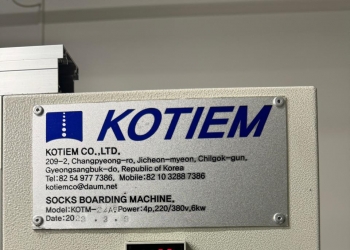 KOTIEM
KOTIEM CO.,LTD.
209-2, Changpyeong-ro, Jicheon-myeon, Chilgok-gun,
Gyeongsangbuk-do, Republic of Korea
Tel:82 54 977 7386, Mobile:82 10 3288 7386
kotiemco@daum.net
SOCKS BOARDING MACHINE.
Model:KOTM- Power:4p,220/380v,6kw
Date:20